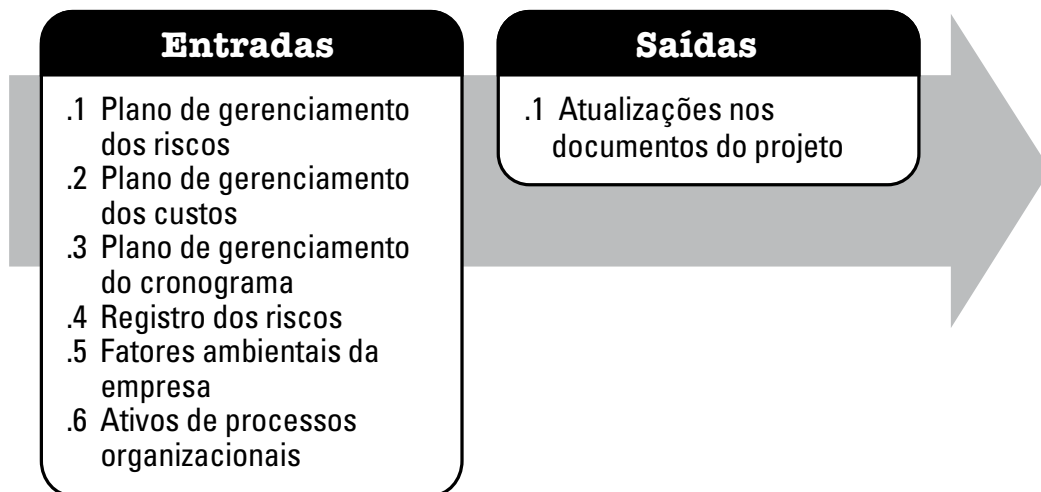 Entradas
.1 Plano de gerenciamento
dos riscos
.2 Plano de gerenciamento
dos custos
.3 Plano de gerenciamento
do cronograma
.4 Registro dos riscos
.5 Fatores ambientais da
empresa
.6 Ativos de processos
organizacionais
Saídas
.1 Atualizações nos
documentos do projeto